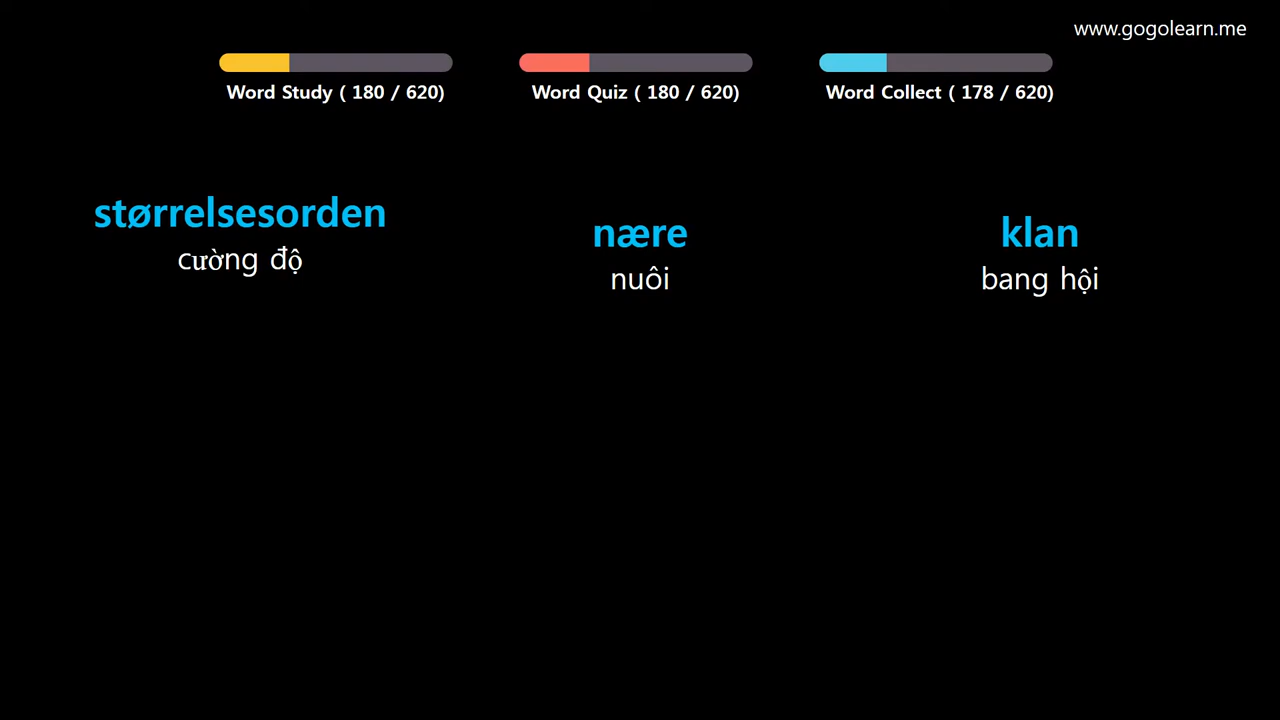 www.gogolearn.me
Word Study ( 180 / 620)
Word Quiz ( 180 / 620)
Word Collect ( 178 / 620)
størrelsesorden
cường độ
nære
nuôi
klan
bang hội